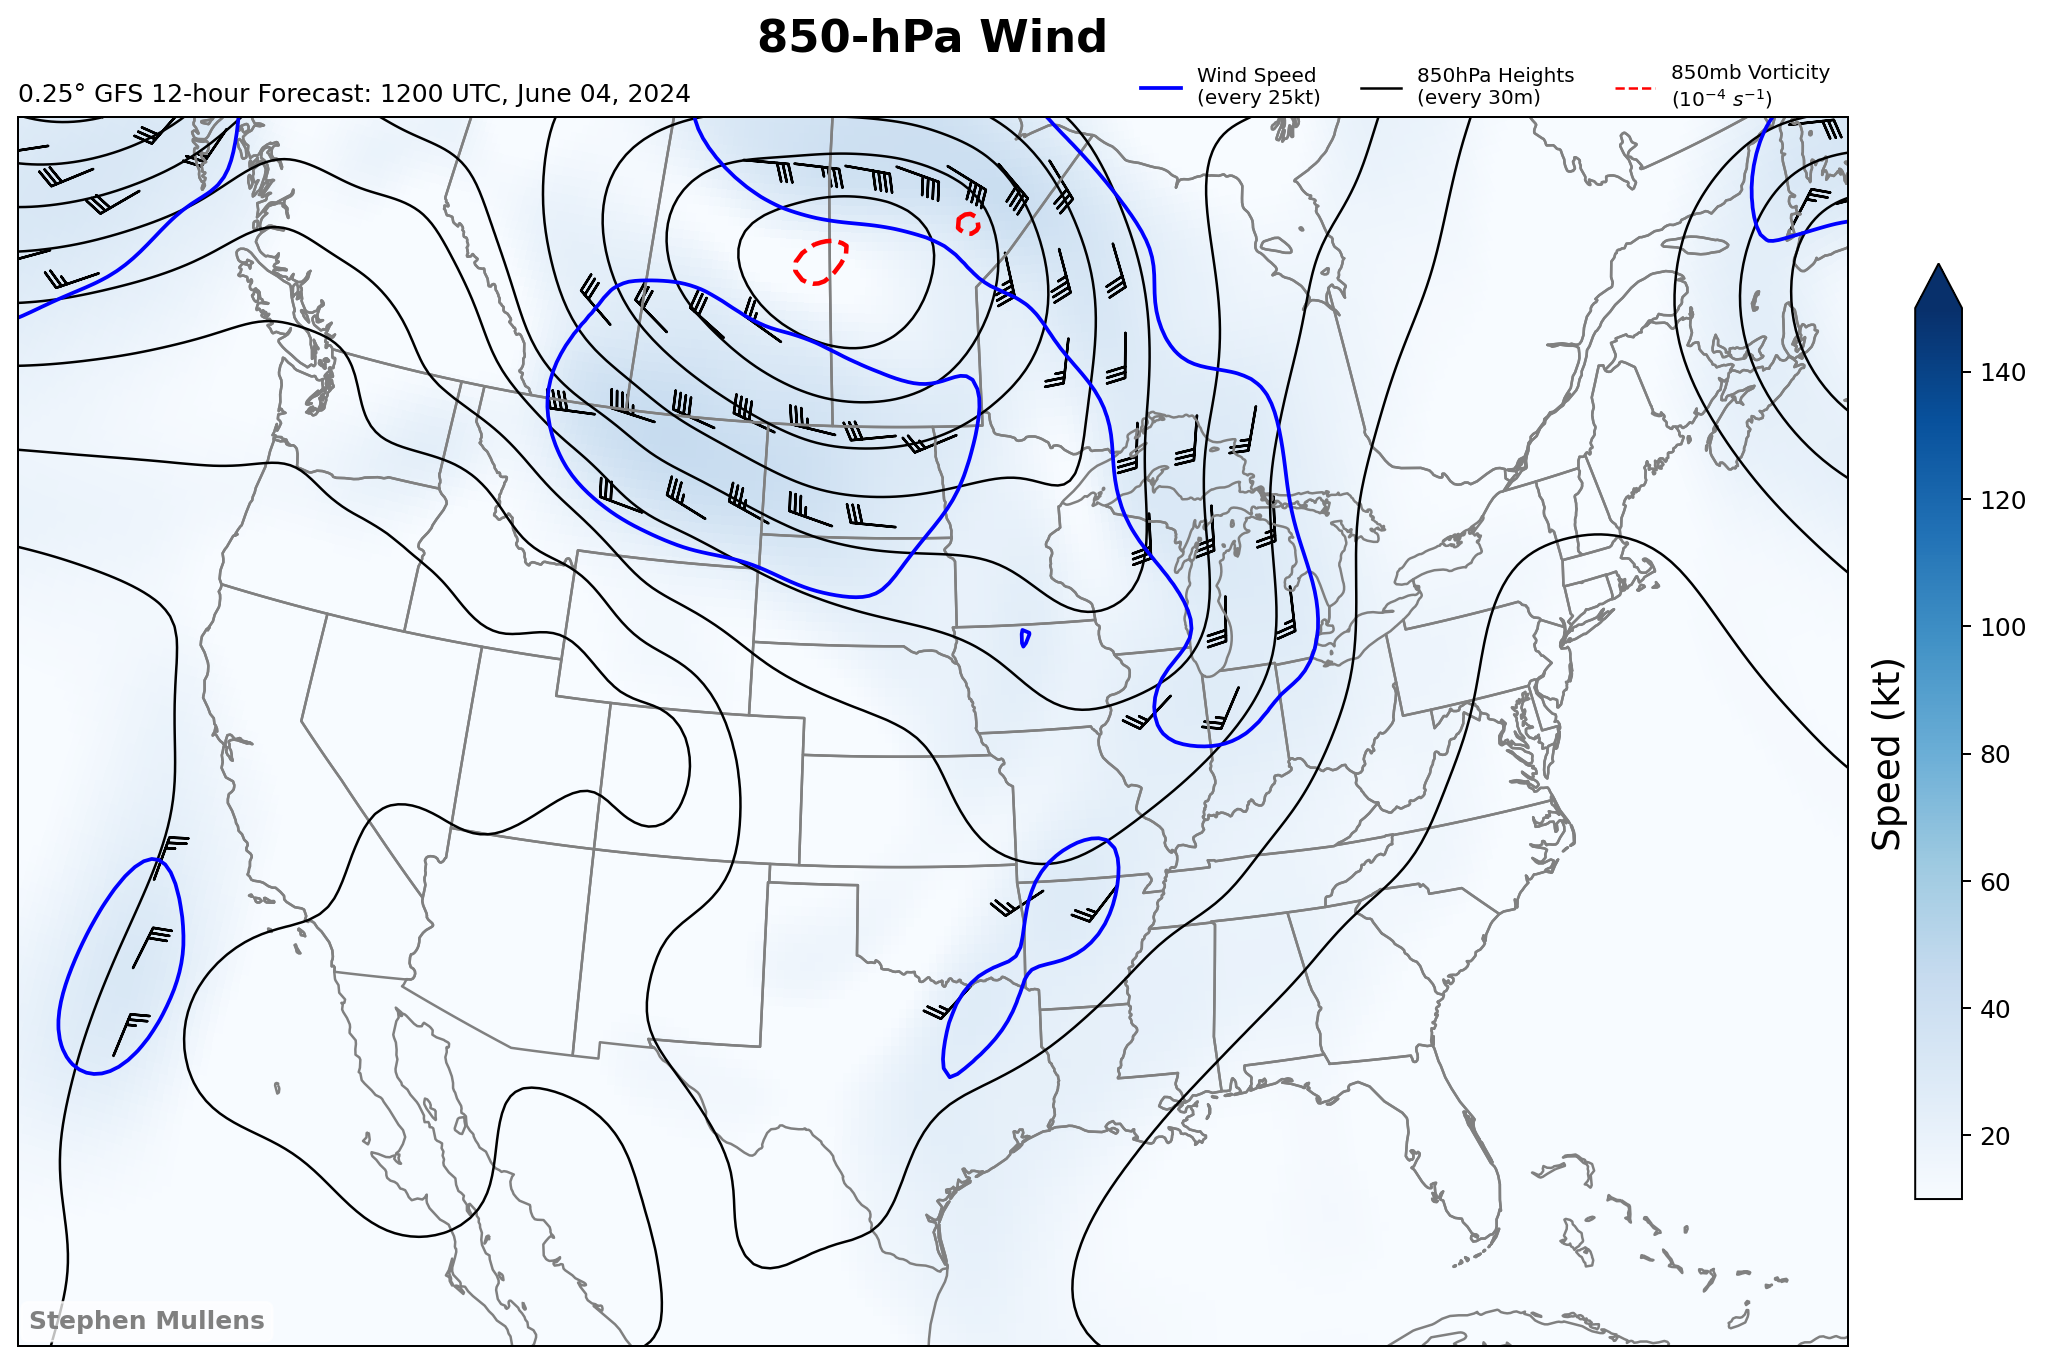 850-hPa Wind
0.25° GFS 12-hour Forecast: 1200 UTC, June 04, 2024
Wind Speed
(every 25kt)
850hPa Heights
(every 30m)
850mb Vorticity
(10⁻⁴ s⁻¹)
140
120
100
80
60
40
20
Speed (kt)
Stephen Mullens